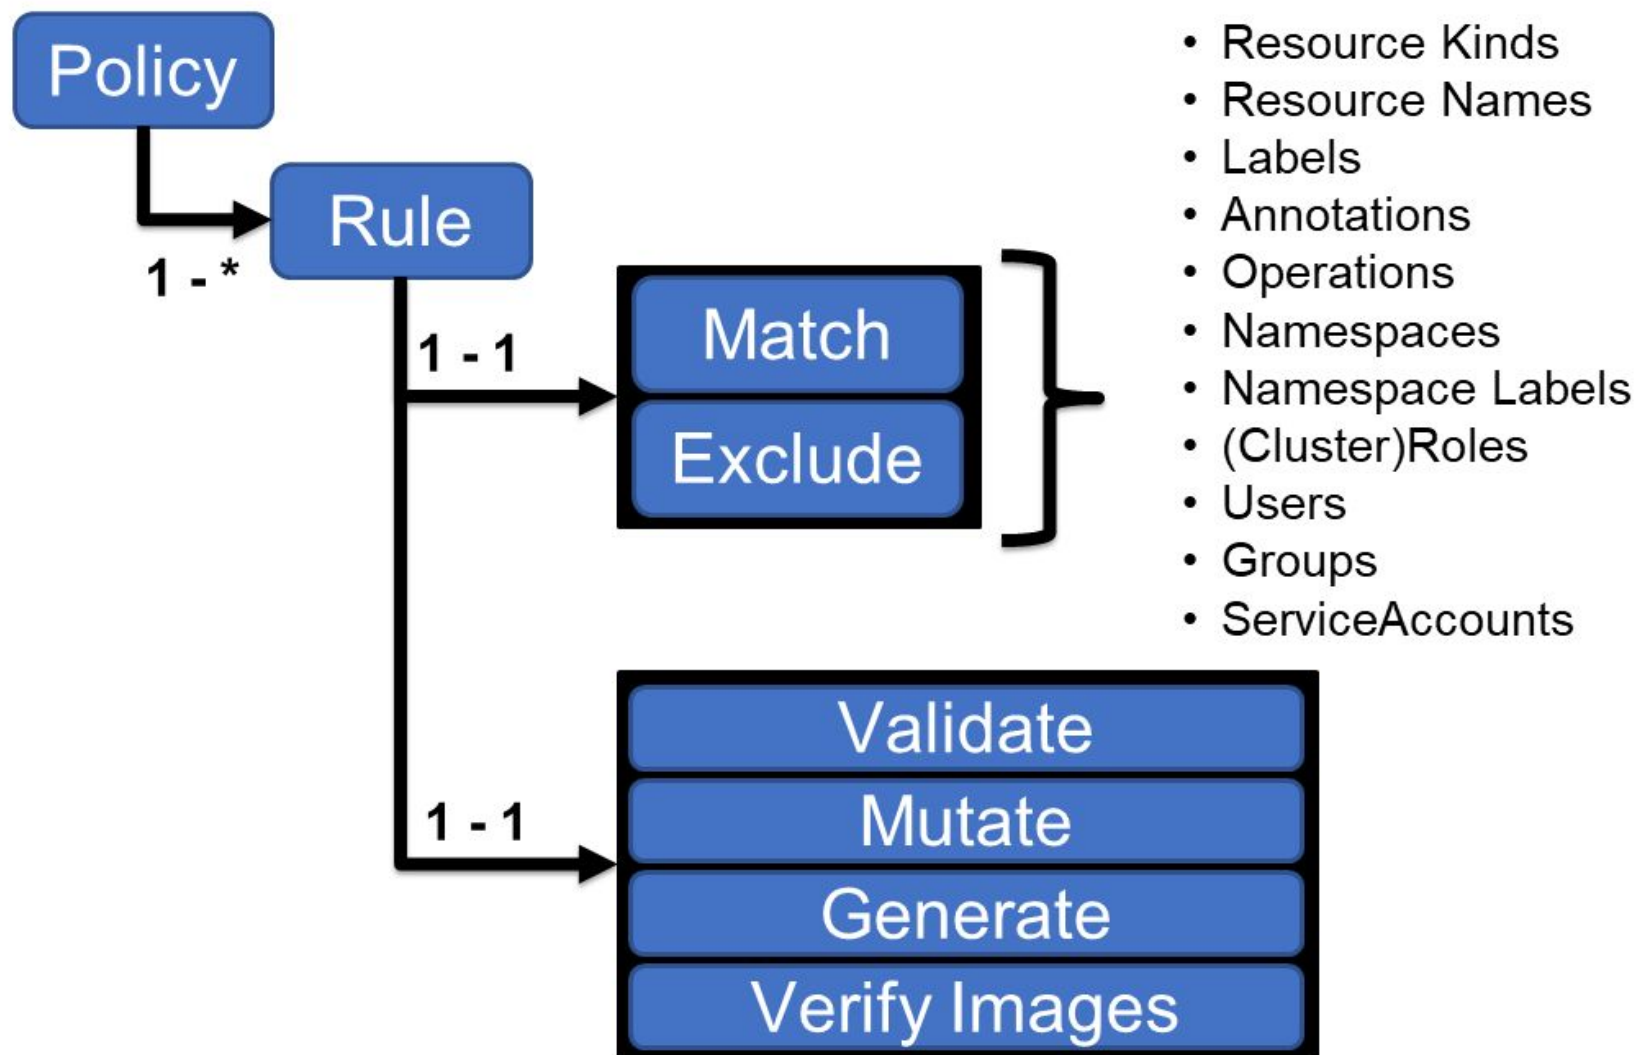 Policy
1 - *
Rule
1 - 1
Match
Exclude
• Resource Kinds
• Resource Names
• Labels
• Annotations
• Operations
• Namespaces
• Namespace Labels
• (Cluster)Roles
• Users
• Groups
• ServiceAccounts
1 - 1
Validate
Mutate
Generate
Verify Images